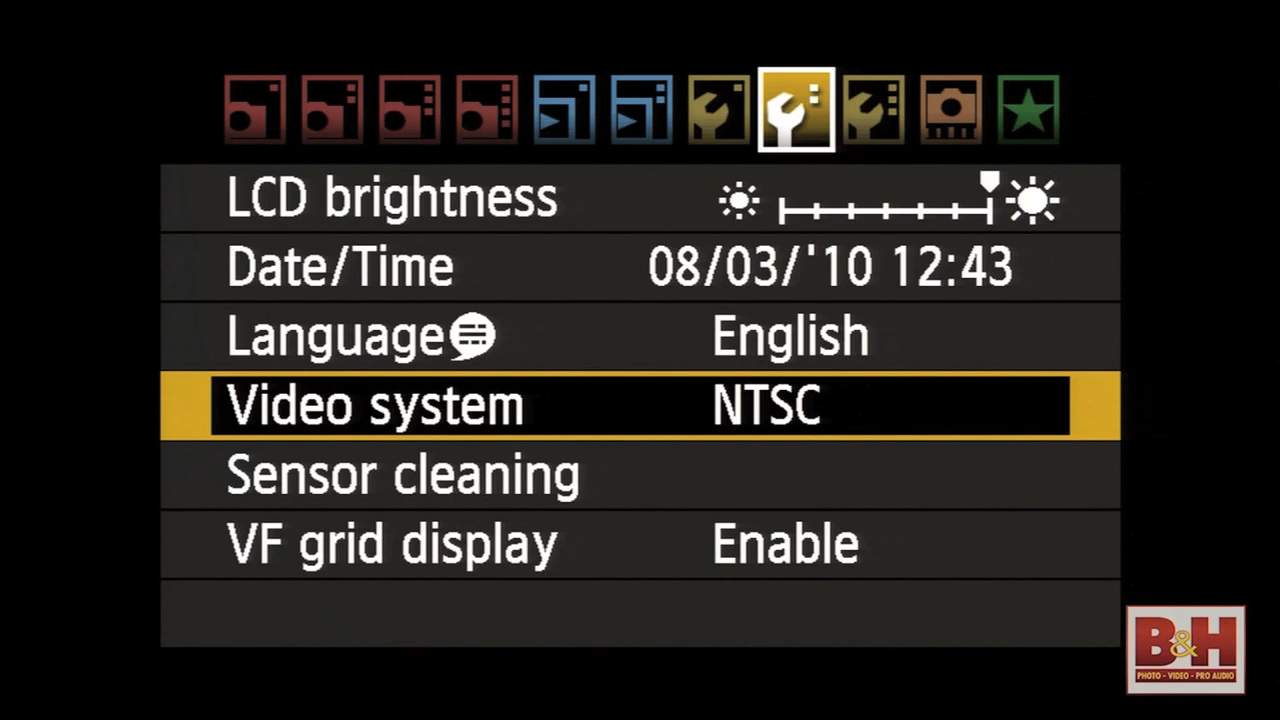 LCD brightness
Date/Time 08/03/'10 12:43
Language English
Video system NTSC
Sensor cleaning
VF grid display Enable
B&H
PHOTO - VIDEO - PRO AUDIO